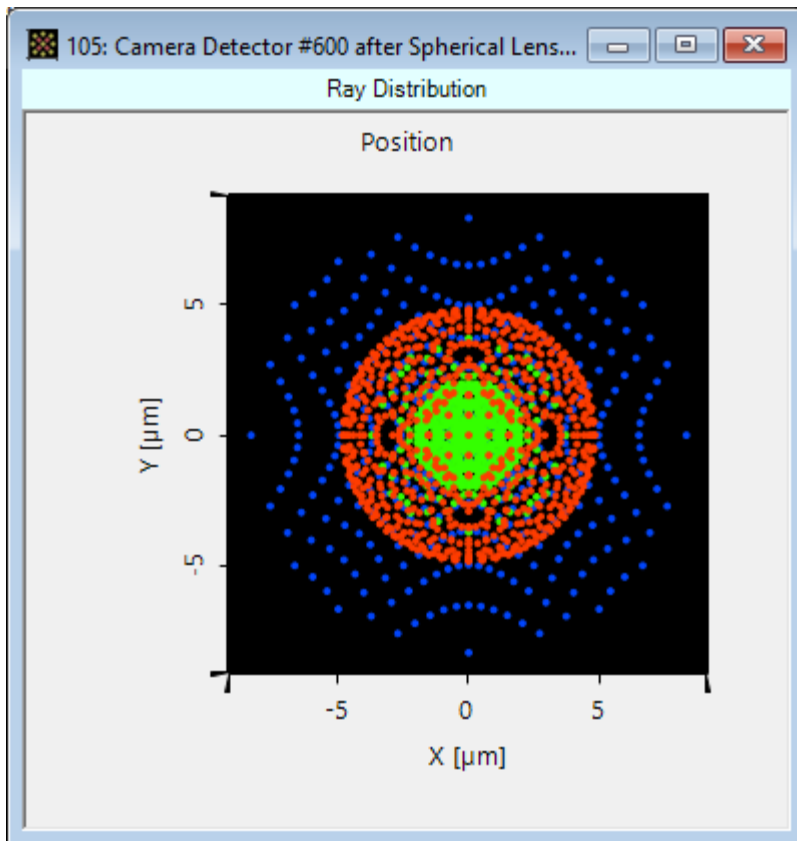 105: Camera Detector #600 after Spherical Lens...
Ray Distribution
Position
5
0
-5
Y [µm]
-5 0 5
X [µm]